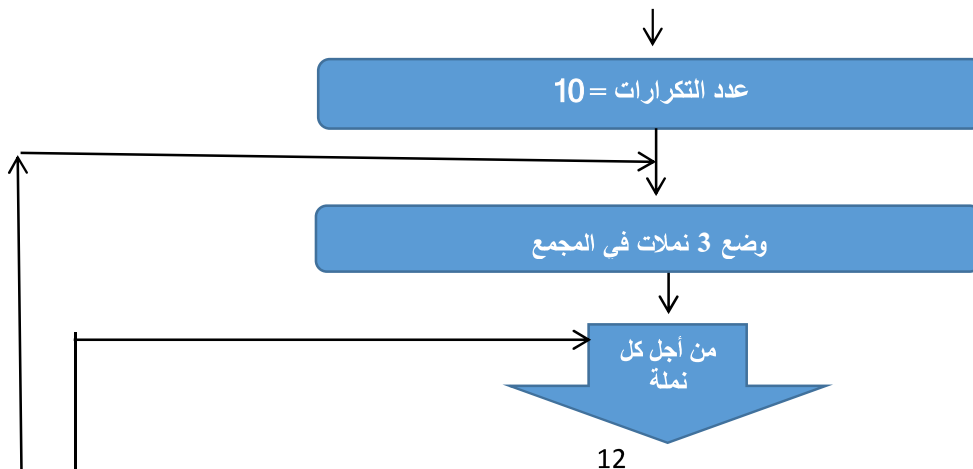 عدد التكرارات = 10
وضع 3 نملات في المجمع
من أجل كل
نملة
12